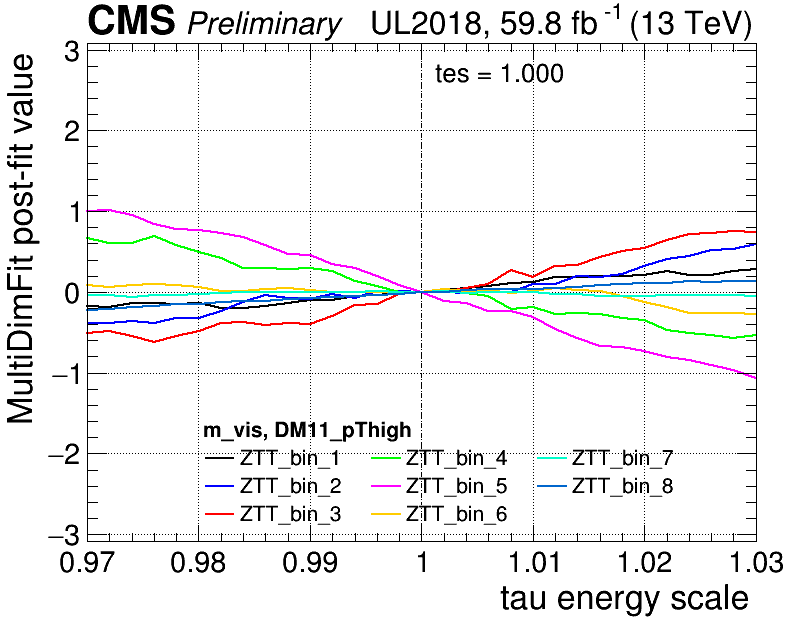 CMS Preliminary UL2018, 59.8 fb⁻¹ (13 TeV)
MultiDimFit post-fit value
3
2
1
0
−1
−2
−3
tes = 1.000
m_vis, DM11_pThigh
ZTT_bin_1 ZTT_bin_4 ZTT_bin_7
ZTT_bin_2 ZTT_bin_5 ZTT_bin_8
ZTT_bin_3 ZTT_bin_6
0.97 0.98 0.99 1 1.01 1.02 1.03
tau energy scale